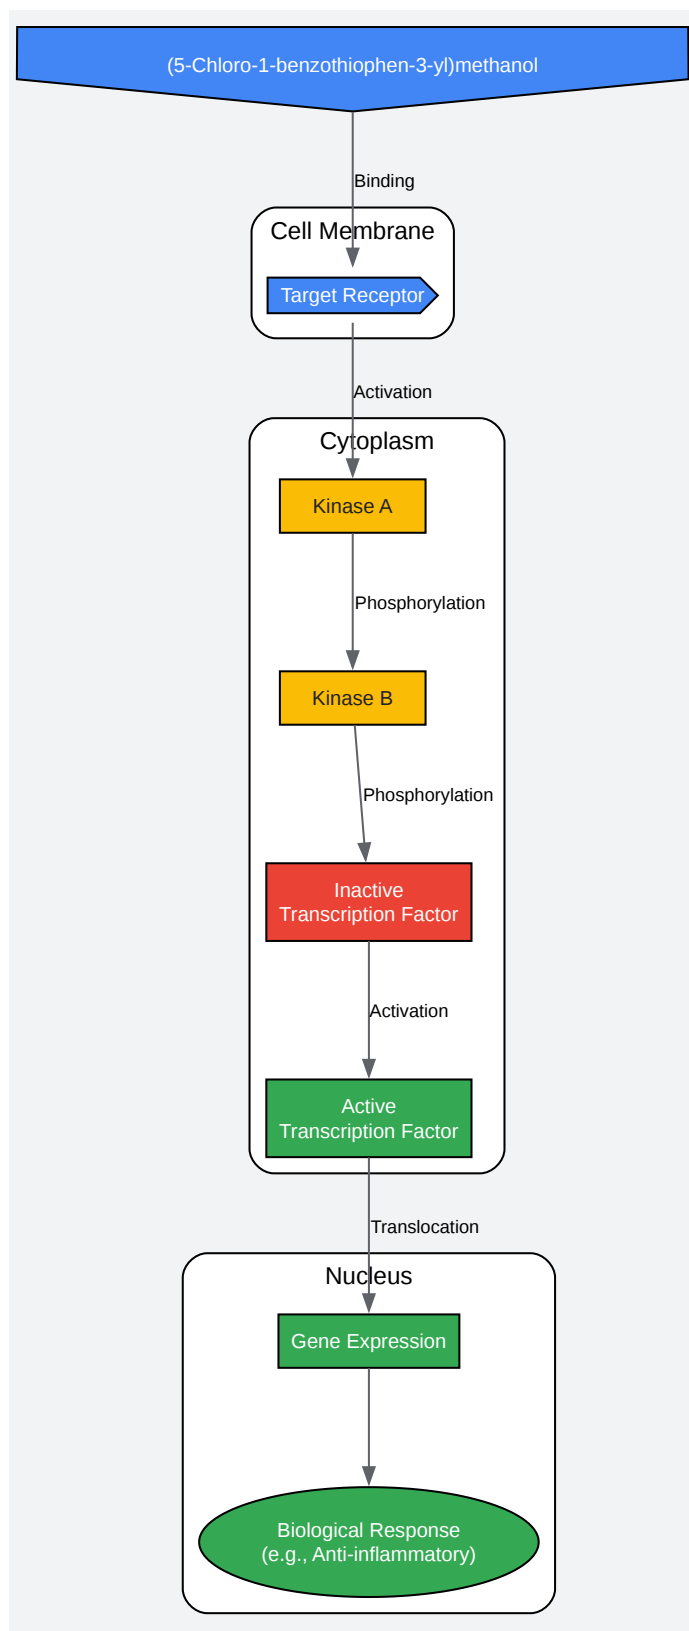 (5-Chloro-1-benzothiophen-3-yl)methanol
Binding
Cell Membrane
Target Receptor
Activation
Cytoplasm
Kinase A
Phosphorylation
Kinase B
Phosphorylation
Inactive
Transcription Factor
Activation
Active
Transcription Factor
Translocation
Nucleus
Gene Expression
Biological Response
(e.g., Anti-inflammatory)